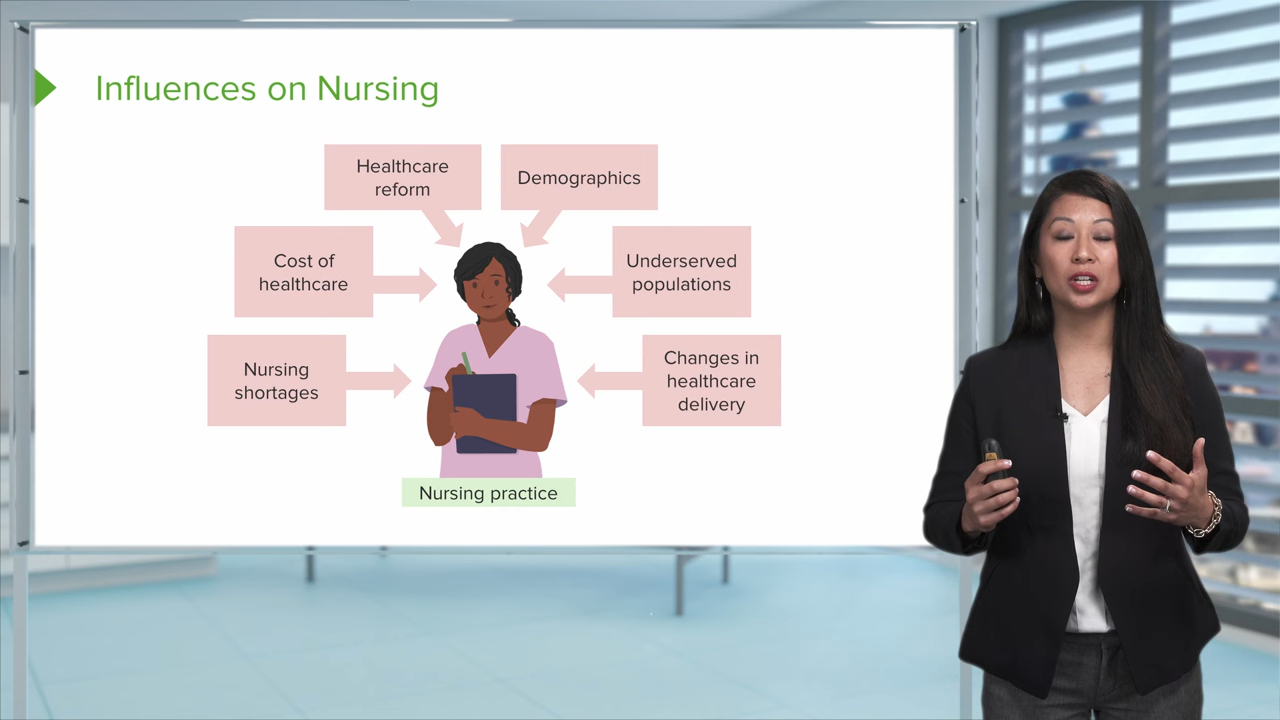 Influences on Nursing
Healthcare
reform
Demographics
Cost of
healthcare
Underserved
populations
Nursing
shortages
Changes in
healthcare
delivery
Nursing practice